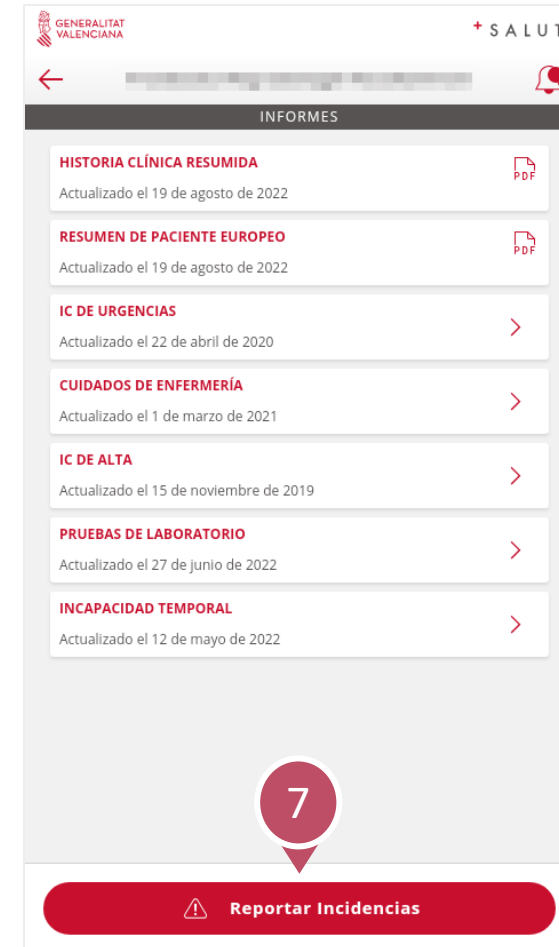 GENERALITAT
VALENCIANA
+ SALUT
INFORMES
HISTORIA CLÍNICA RESUMIDA
Actualizado el 19 de agosto de 2022
PDF
RESUMEN DE PACIENTE EUROPEO
Actualizado el 19 de agosto de 2022
PDF
IC DE URGENCIAS
Actualizado el 22 de abril de 2020
CUIDADOS DE ENFERMERÍA
Actualizado el 1 de marzo de 2021
IC DE ALTA
Actualizado el 15 de noviembre de 2019
PRUEBAS DE LABORATORIO
Actualizado el 27 de junio de 2022
INCAPACIDAD TEMPORAL
Actualizado el 12 de mayo de 2022
7
Reportar Incidencias